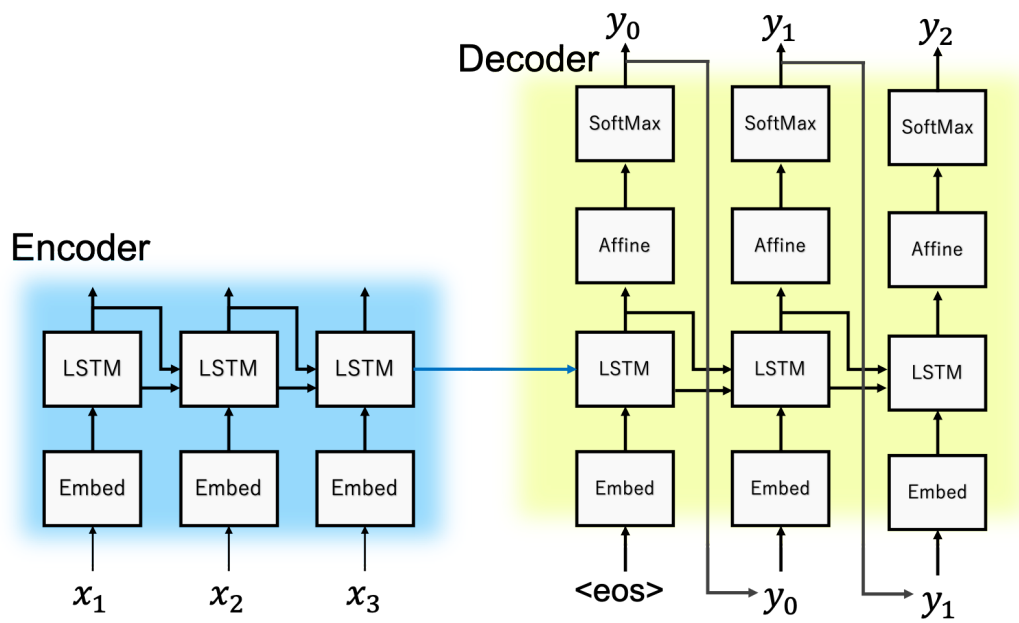 y₀ y₁ y₂
Decoder
SoftMax SoftMax SoftMax
Affine Affine Affine
Encoder
LSTM LSTM LSTM LSTM LSTM LSTM
Embed Embed Embed Embed Embed Embed
x₁ x₂ x₃ <eos> y₀ y₁